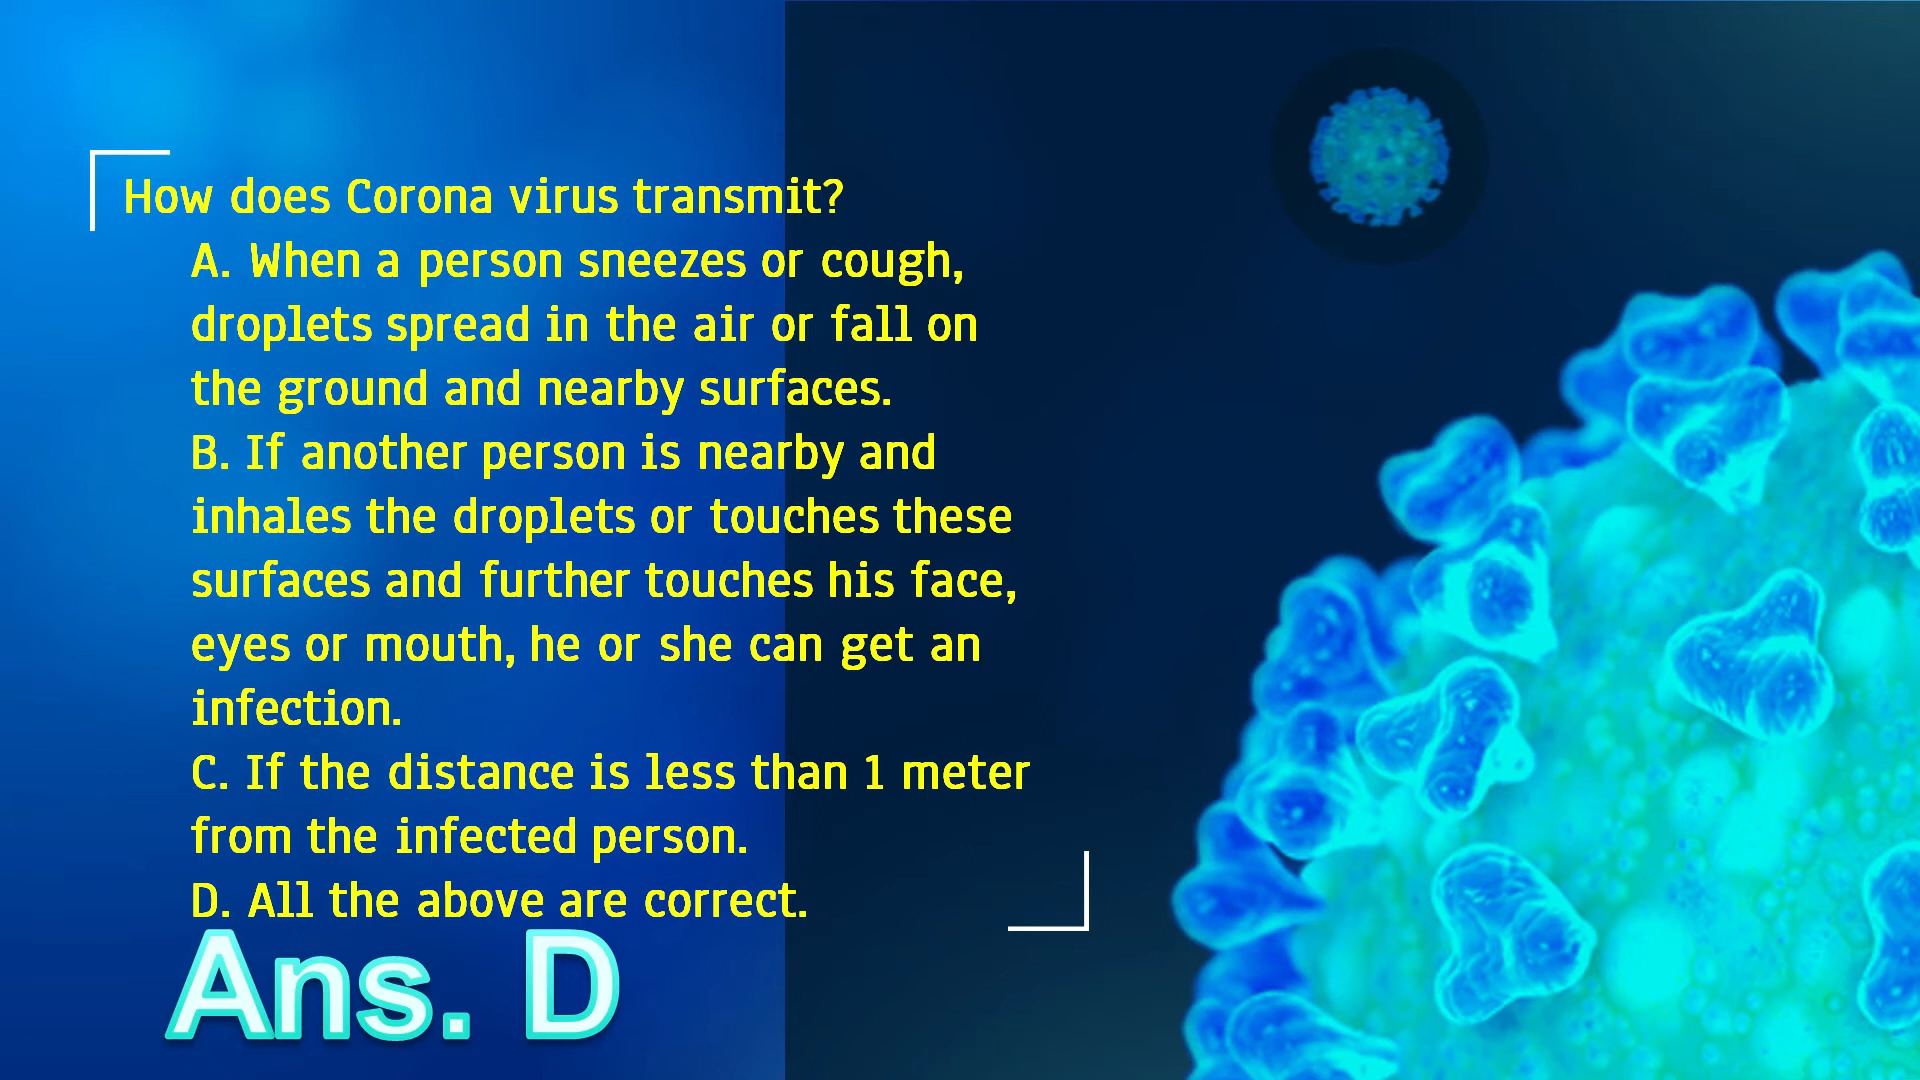 How does Corona virus transmit?
A. When a person sneezes or cough,
droplets spread in the air or fall on
the ground and nearby surfaces.
B. If another person is nearby and
inhales the droplets or touches these
surfaces and further touches his face,
eyes or mouth, he or she can get an
infection.
C. If the distance is less than 1 meter
from the infected person.
D. All the above are correct.
Ans. D